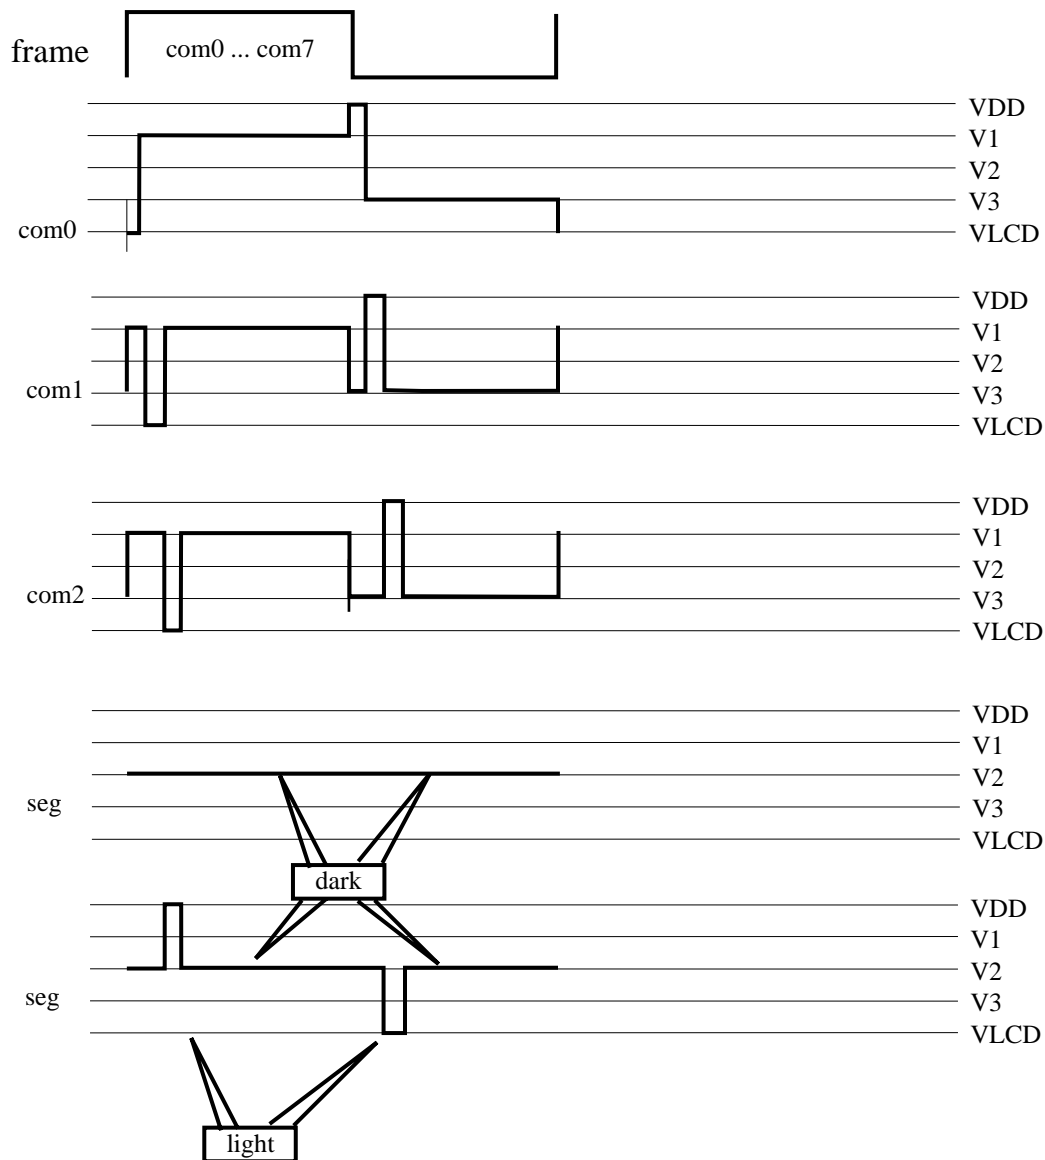 frame
com0 ... com7
VDD
V1
V2
V3
com0
VLCD
VDD
V1
V2
com1
V3
VLCD
VDD
V1
V2
com2
V3
VLCD
VDD
V1
V2
seg
V3
VLCD
dark
VDD
V1
V2
seg
V3
VLCD
light